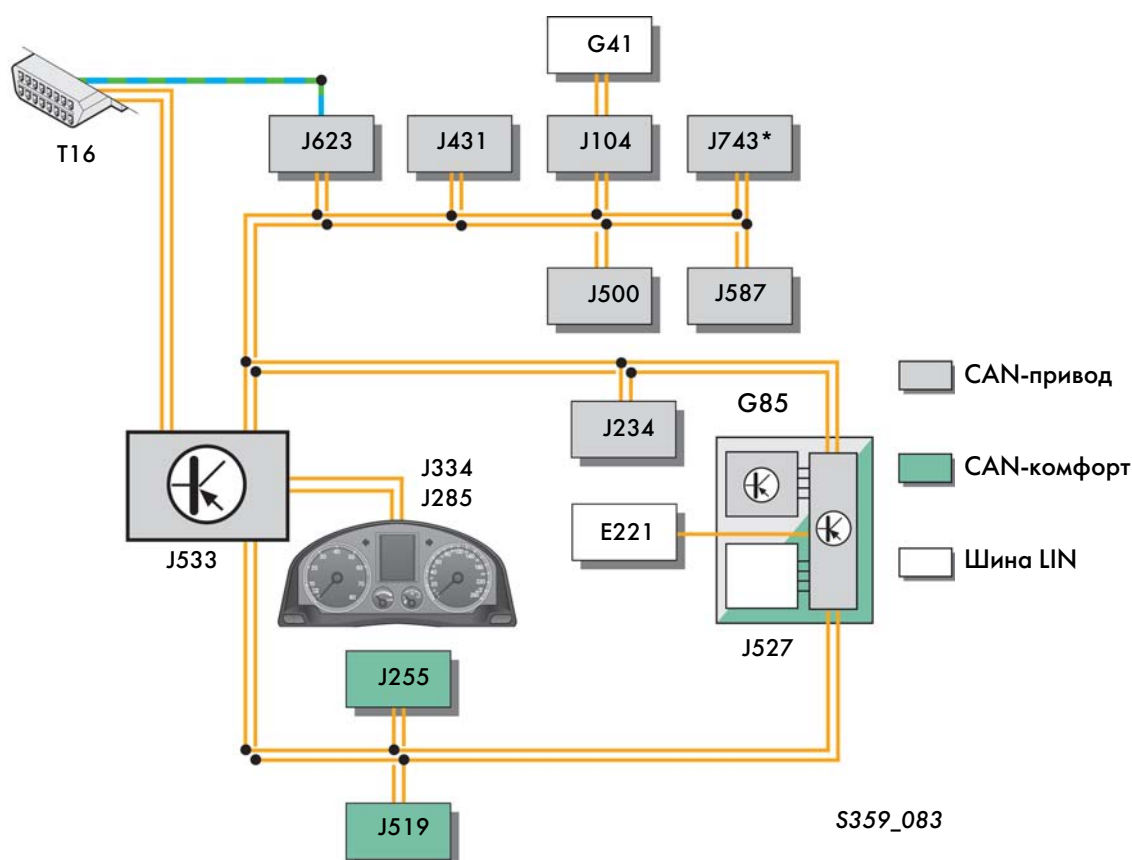 G41
T16
J623
J431
J104
J743*
J500
J587
CAN-привод
G85
J234
CAN-комфорт
J334
J285
E221
Шина LIN
J533
J527
J255
J519
S359_083